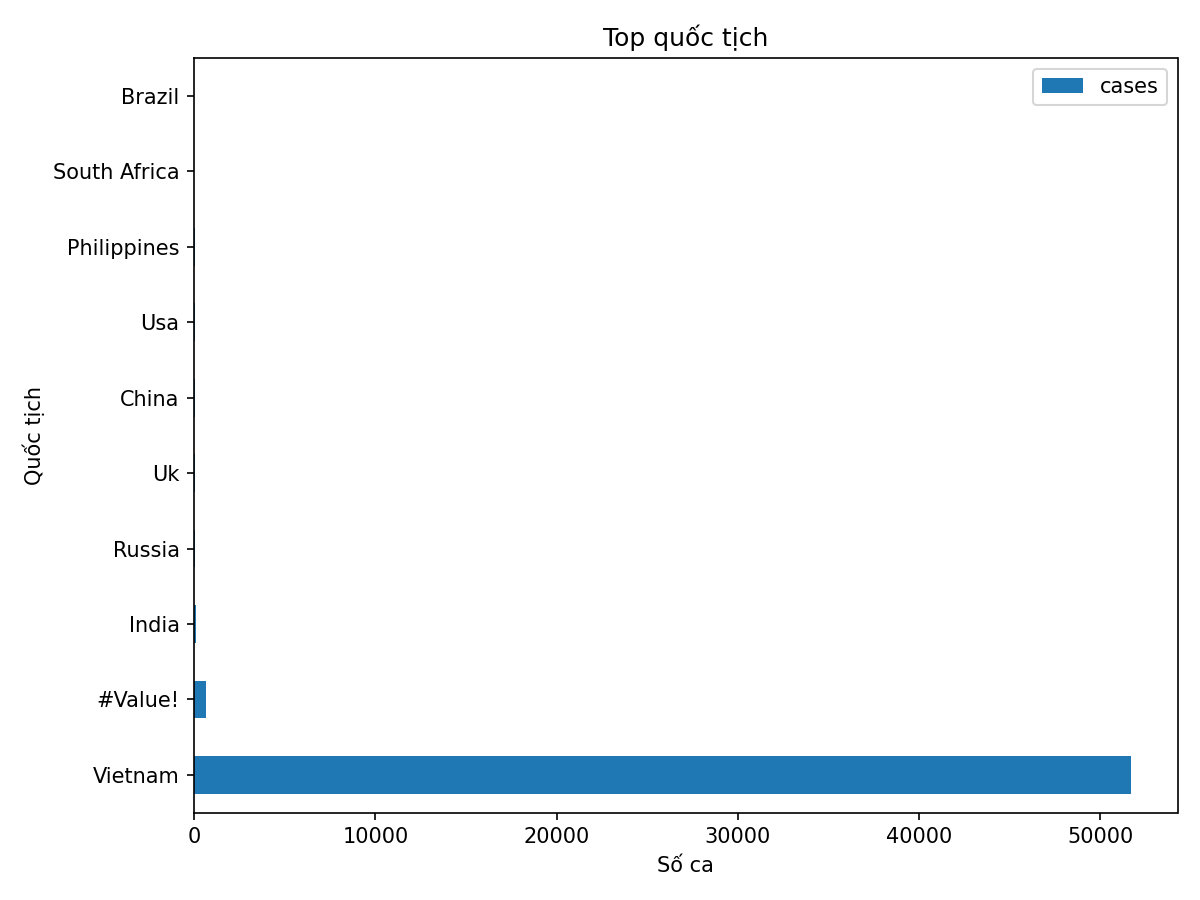 Top quốc tịch
cases
Quốc tịch
Brazil
South Africa
Philippines
Usa
China
Uk
Russia
India
#Value!
Vietnam
0 10000 20000 30000 40000 50000
Số ca